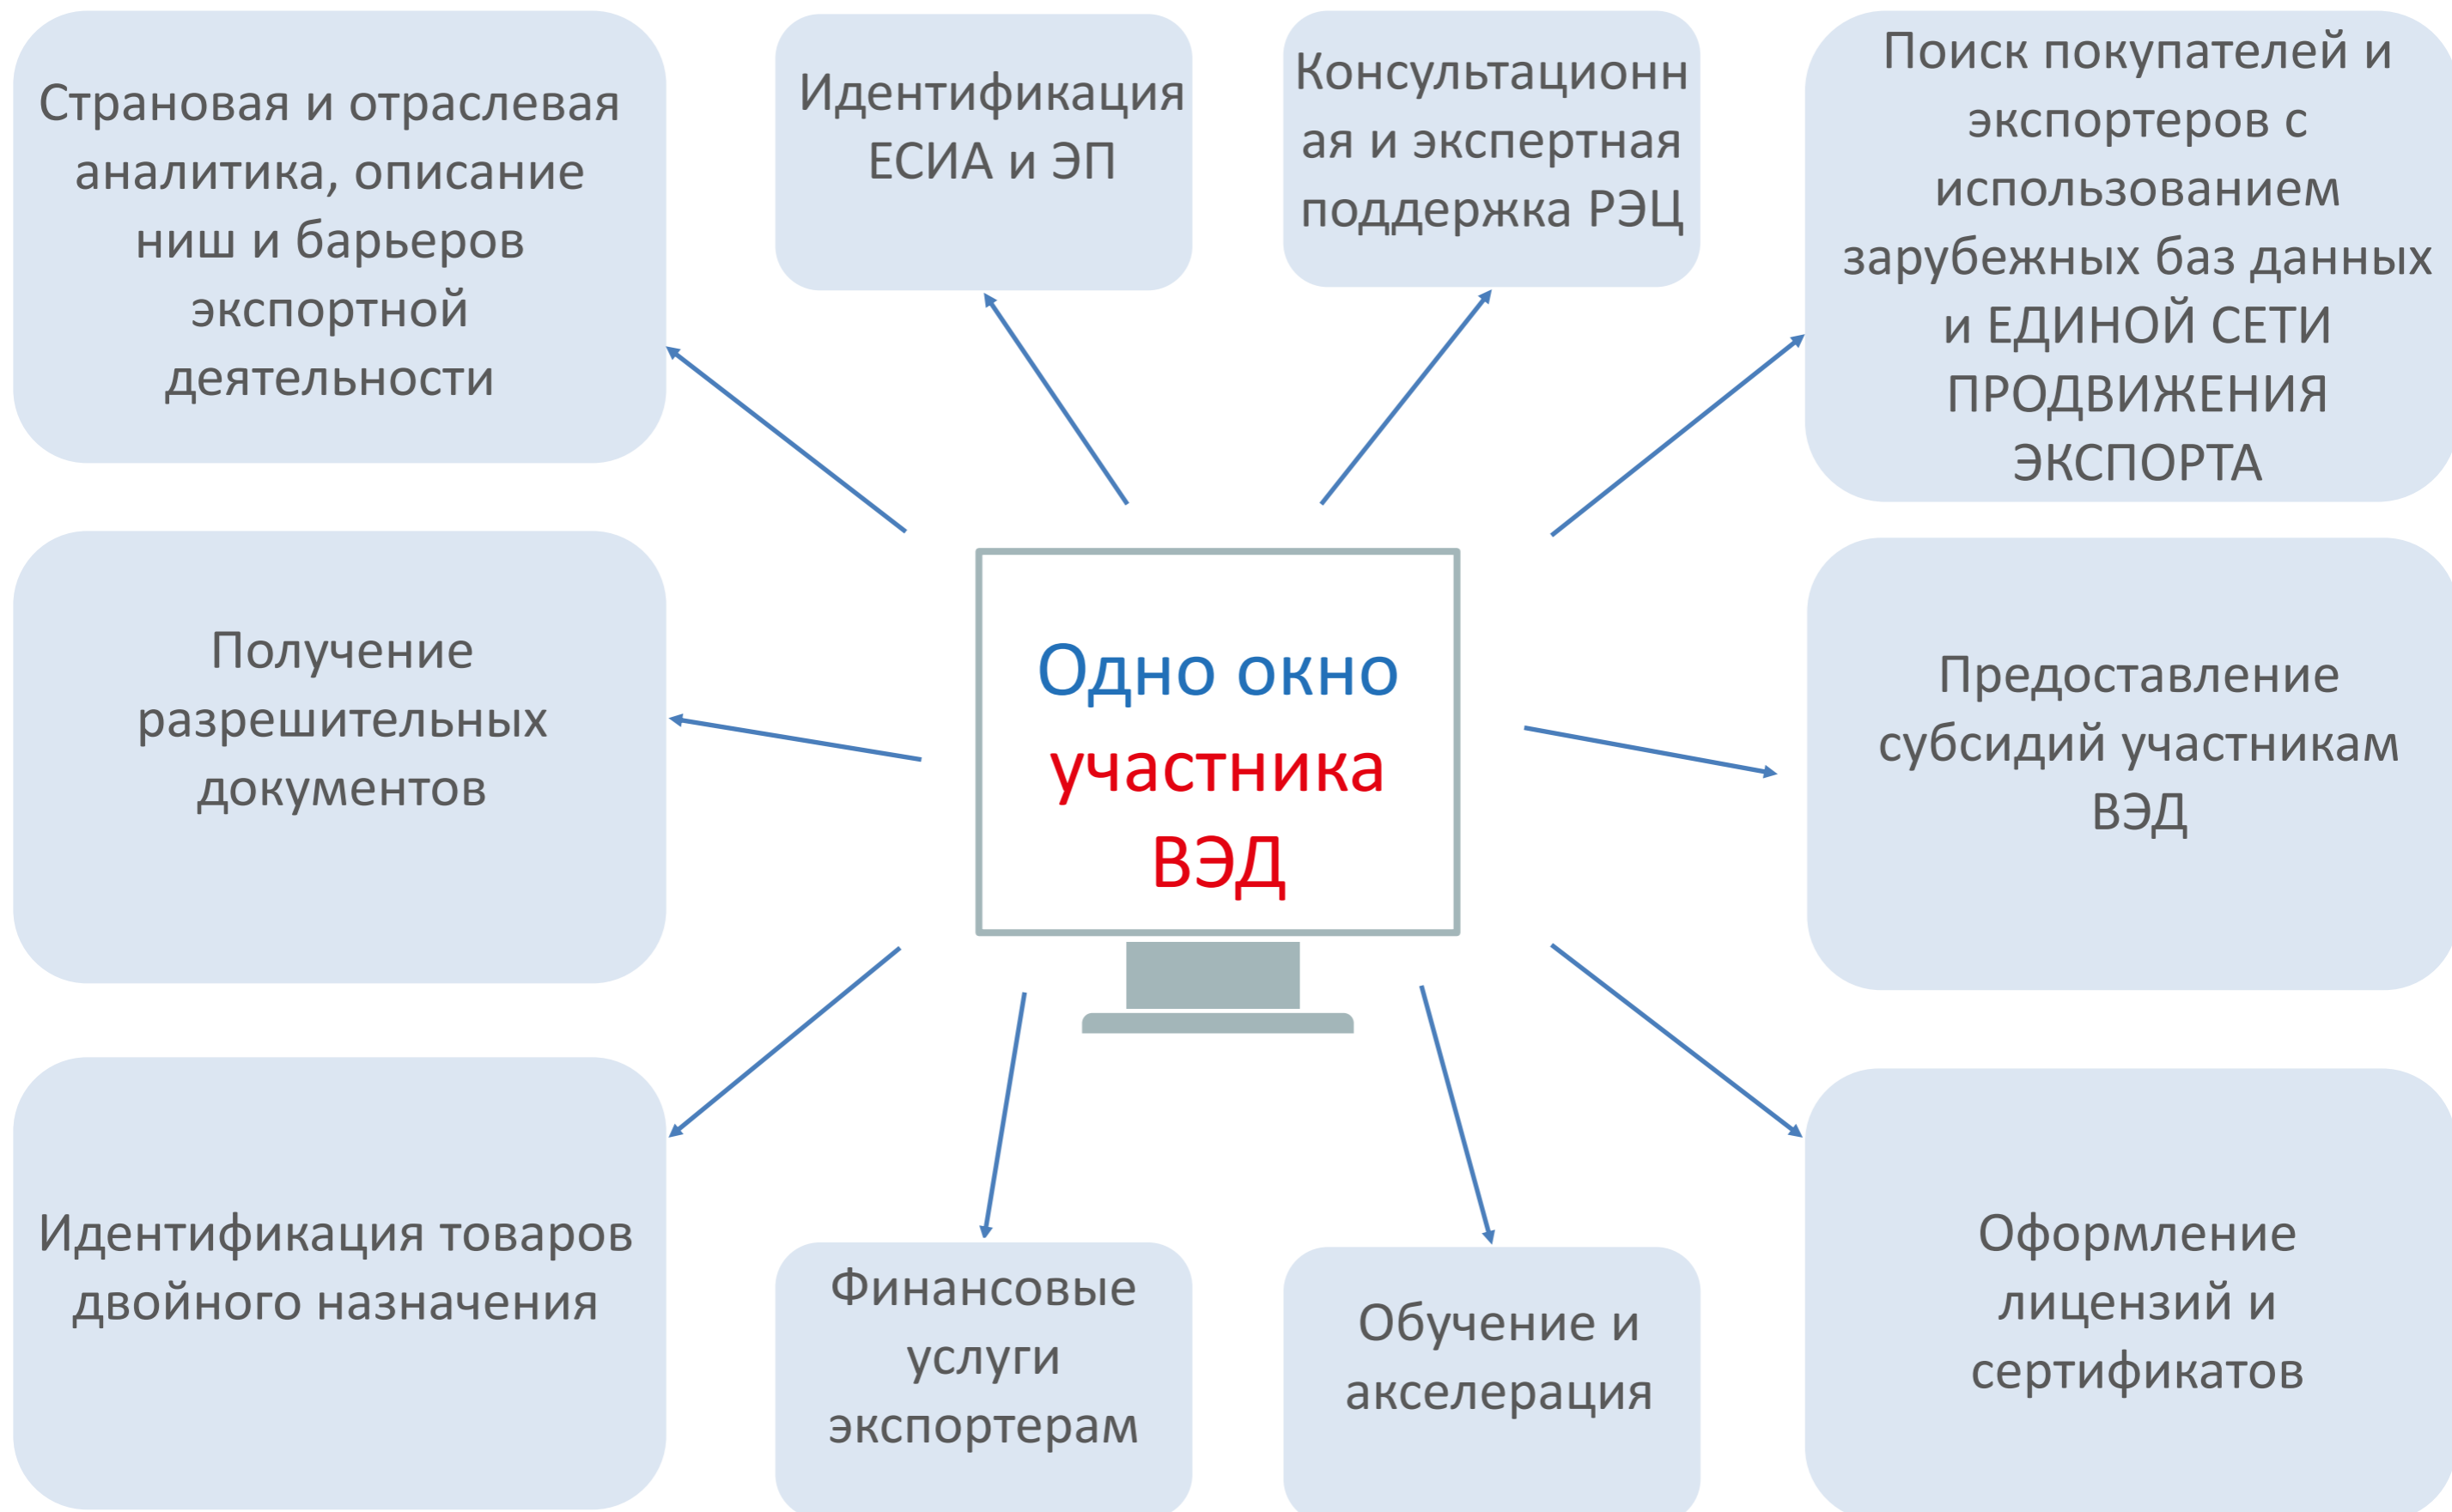 Страновая и отраслевая
аналитика, описание
ниш и барьеров
экспортной
деятельности
Идентификация
ЕСИА и ЭП
Консультационн
ая и экспертная
поддержка РЭЦ
Поиск покупателей и
экспортеров с
использованием
зарубежных баз данных
и ЕДИНОЙ СЕТИ
ПРОДВИЖЕНИЯ
ЭКСПОРТА
Получение
разрешительных
документов
Одно окно
участника
ВЭД
Предоставление
субсидий участникам
ВЭД
Идентификация товаров
двойного назначения
Финансовые
услуги
экспортерам
Обучение и
акселерация
Оформление
лицензий и
сертификатов